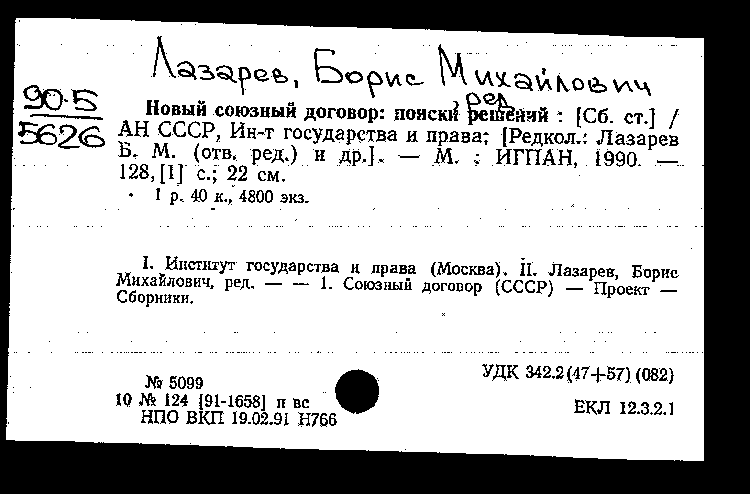 Лазарев, Борис Михайлович
ред
90-5
5626
Новый союзный договор: поиски решений : [Сб. ст.] /
АН СССР, Ин-т государства и права; [Редкол.: Лазарев
Б. М. (отв. ред.) и др.]. — М. : ИГПАН, 1990. —
128, [1] с.; 22 см.
1 р. 40 к., 4800 экз.
I. Институт государства и права (Москва). II. Лазарев, Борис
Михайлович, ред. — — 1. Союзный договор (СССР) — Проект —
Сборники.
УДК 342.2(47+57)(082)
№ 5099
10 № 124 [91-1658] п вс
ЕКЛ 12.3.2.1
НПО ВКП 19.02.91 Н766